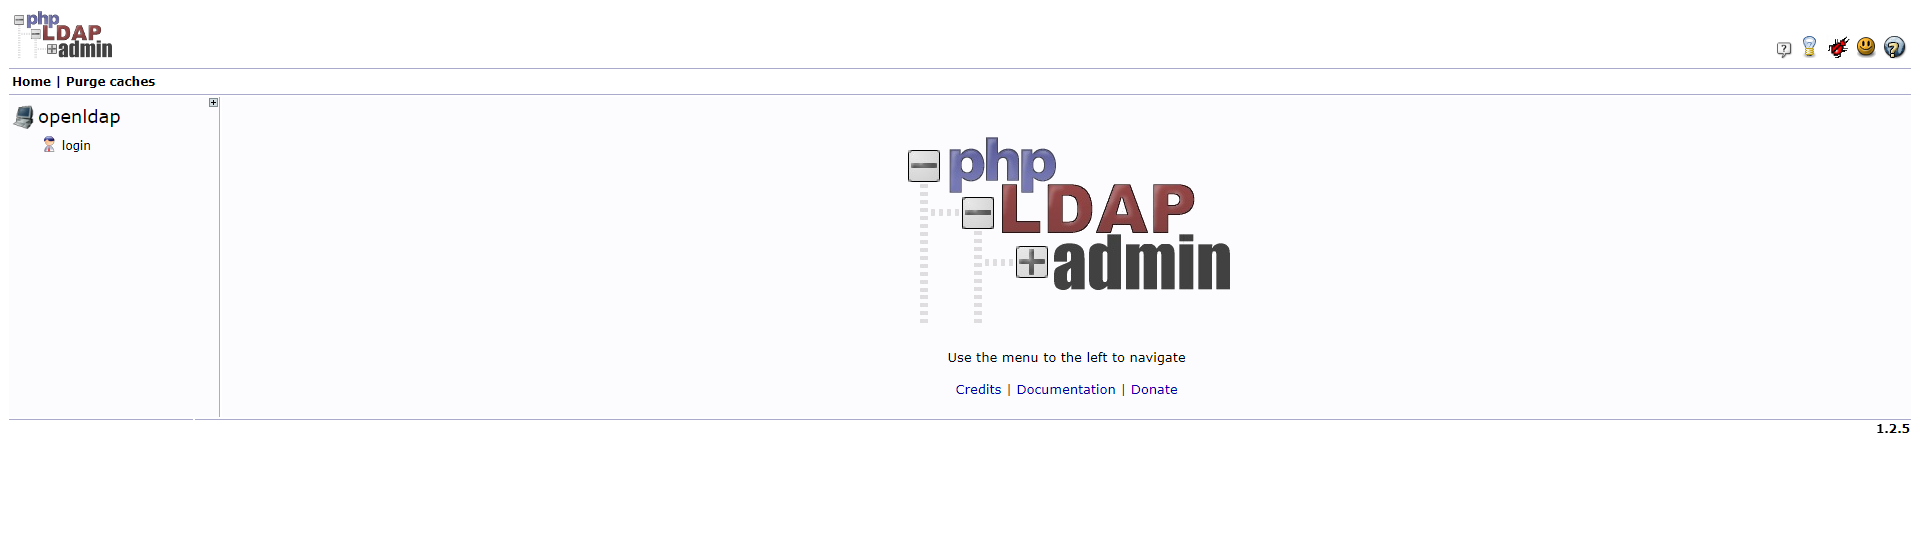 php
LDAP
admin
Home | Purge caches
openldap
login
php
LDAP
admin
Use the menu to the left to navigate
Credits | Documentation | Donate
1.2.5